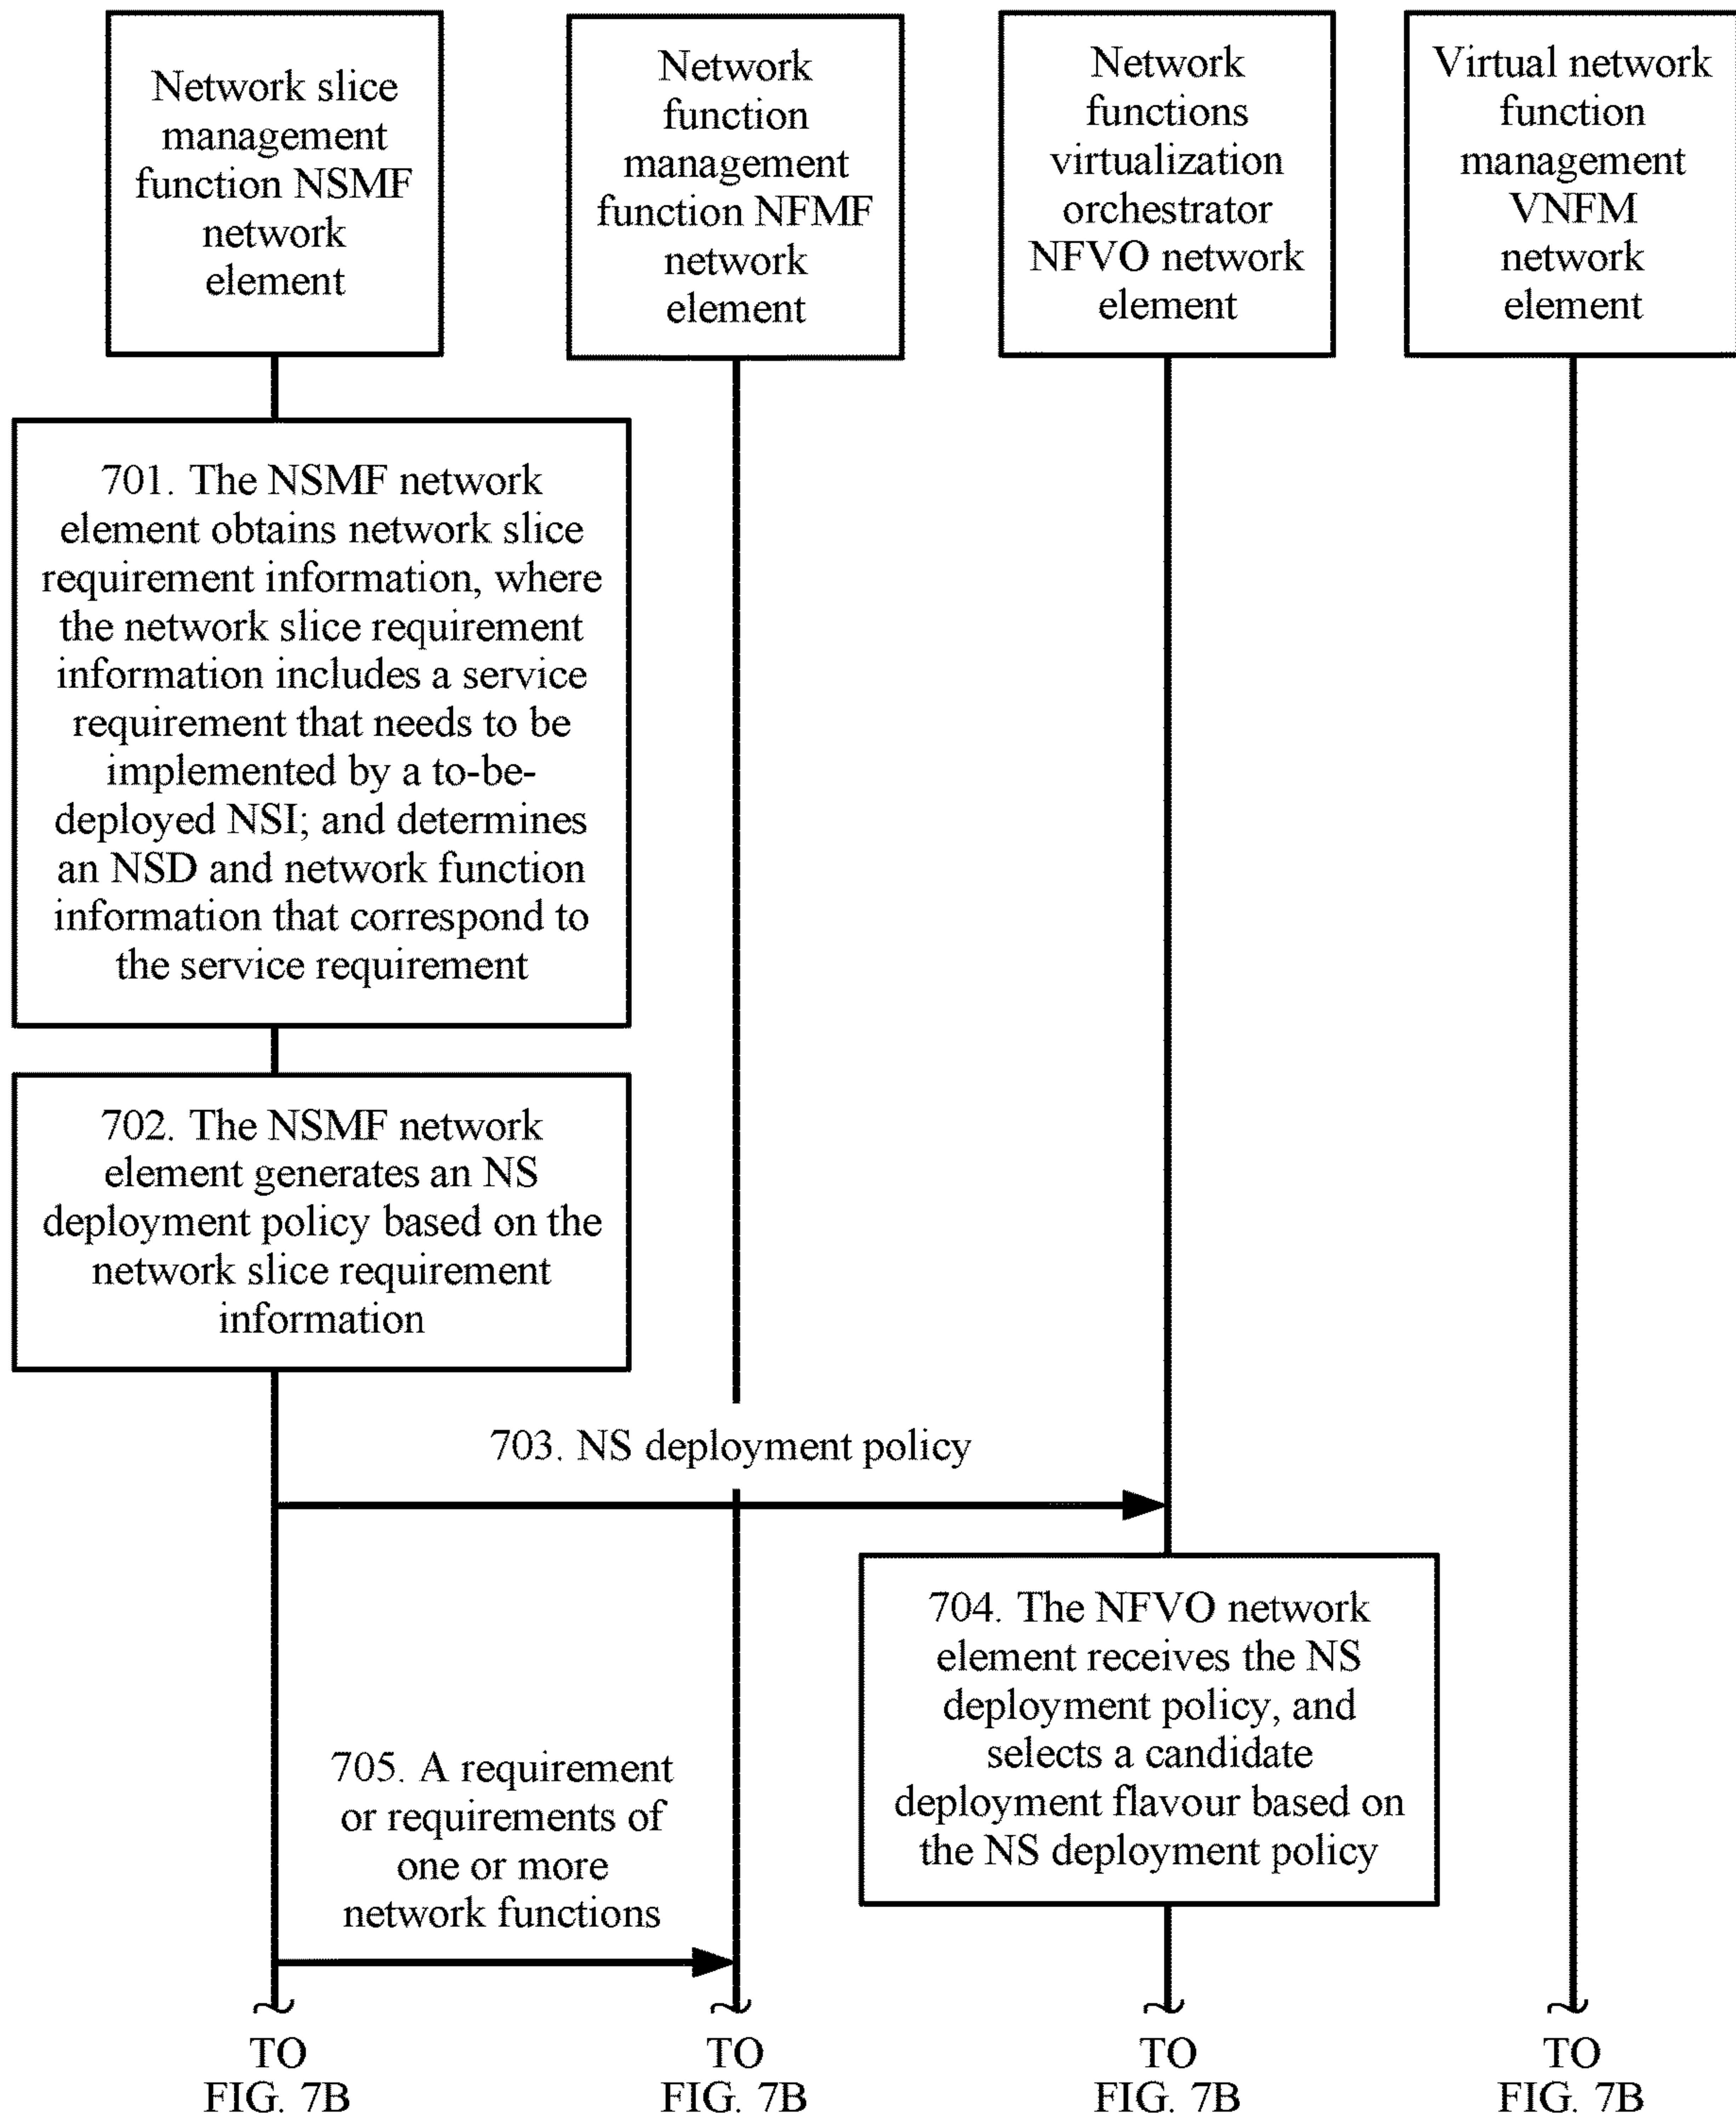 Network slice
management
function NSMF
network
element
Network
function
management
function NFMF
network
element
Network
functions
virtualization
orchestrator
NFVO network
element
Virtual network
function
management
VNFM
network
element
701. The NSMF network
element obtains network slice
requirement information, where
the network slice requirement
information includes a service
requirement that needs to be
implemented by a to-be-
deployed NSI; and determines
an NSD and network function
information that correspond to
the service requirement
702. The NSMF network
element generates an NS
deployment policy based on the
network slice requirement
information
703. NS deployment policy
704. The NFVO network
element receives the NS
deployment policy, and
selects a candidate
deployment flavour based on
the NS deployment policy
705. A requirement
or requirements of
one or more
network functions
TO
FIG. 7B
TO
FIG. 7B
TO
FIG. 7B
TO
FIG. 7B